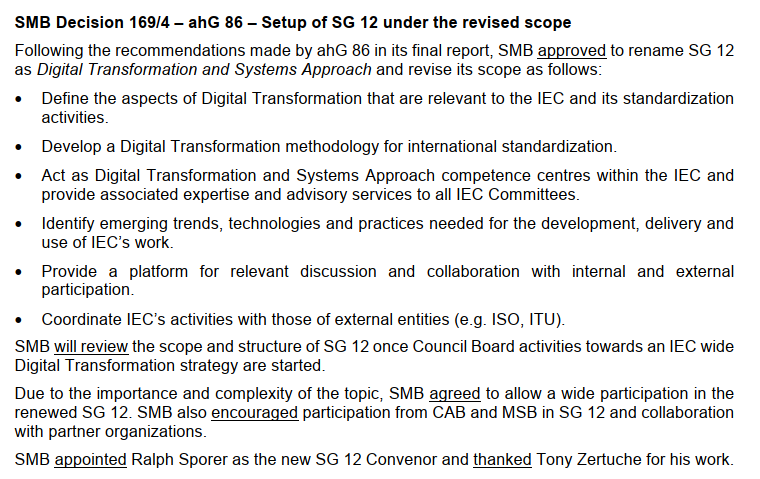 SMB Decision 169/4 – ahG 86 – Setup of SG 12 under the revised scope
Following the recommendations made by ahG 86 in its final report, SMB approved to rename SG 12
as Digital Transformation and Systems Approach and revise its scope as follows:
• Define the aspects of Digital Transformation that are relevant to the IEC and its standardization
activities.
• Develop a Digital Transformation methodology for international standardization.
• Act as Digital Transformation and Systems Approach competence centres within the IEC and
provide associated expertise and advisory services to all IEC Committees.
• Identify emerging trends, technologies and practices needed for the development, delivery and
use of IEC's work.
• Provide a platform for relevant discussion and collaboration with internal and external
participation.
• Coordinate IEC's activities with those of external entities (e.g. ISO, ITU).
SMB will review the scope and structure of SG 12 once Council Board activities towards an IEC wide
Digital Transformation strategy are started.
Due to the importance and complexity of the topic, SMB agreed to allow a wide participation in the
renewed SG 12. SMB also encouraged participation from CAB and MSB in SG 12 and collaboration
with partner organizations.
SMB appointed Ralph Sporer as the new SG 12 Convenor and thanked Tony Zertuche for his work.